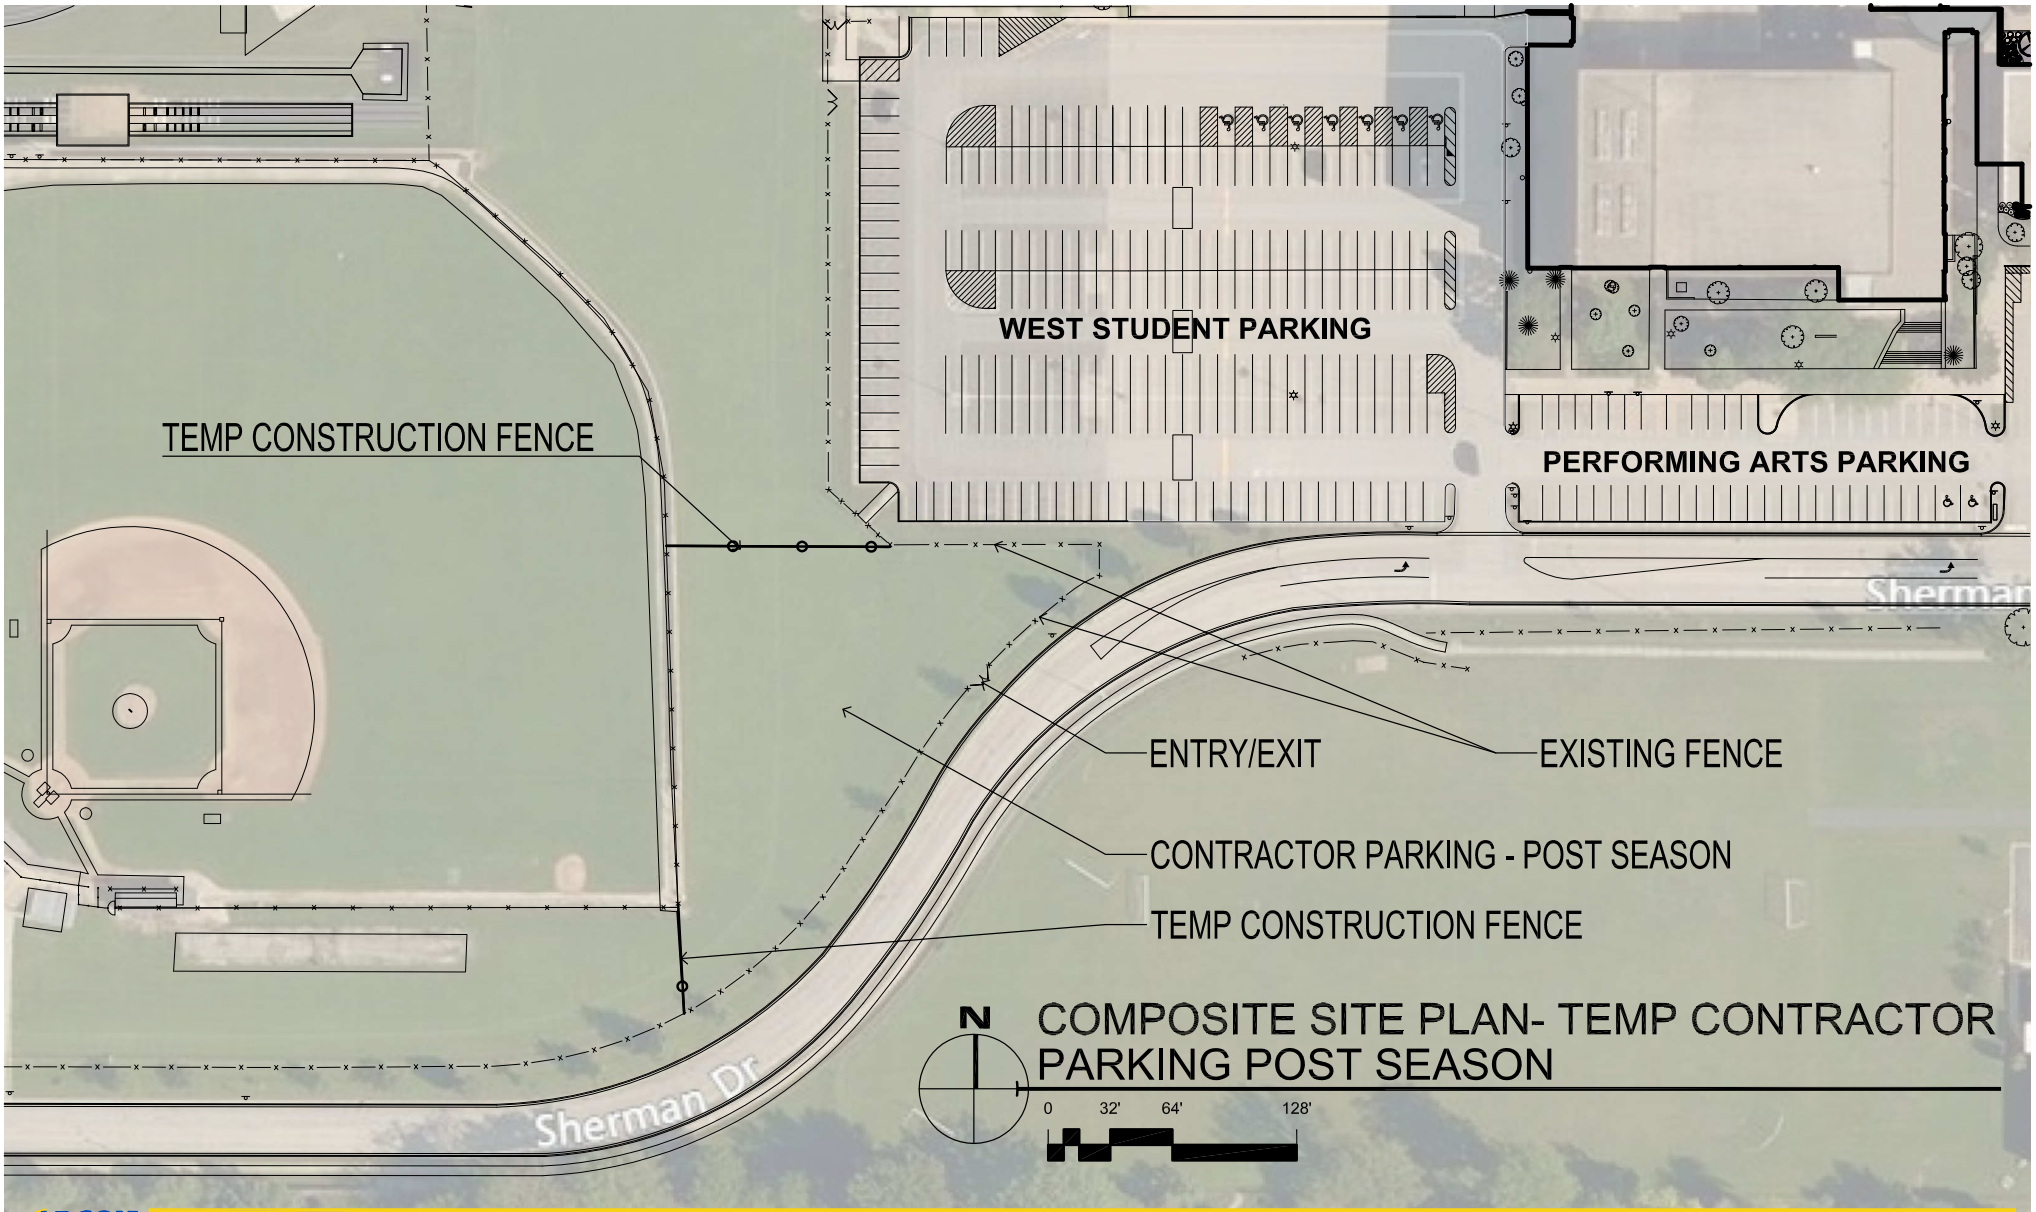 WEST STUDENT PARKING
TEMP CONSTRUCTION FENCE
PERFORMING ARTS PARKING
Sherman
ENTRY/EXIT
EXISTING FENCE
CONTRACTOR PARKING - POST SEASON
TEMP CONSTRUCTION FENCE
N
COMPOSITE SITE PLAN- TEMP CONTRACTOR
PARKING POST SEASON
0 32' 64' 128'
Sherman Dr